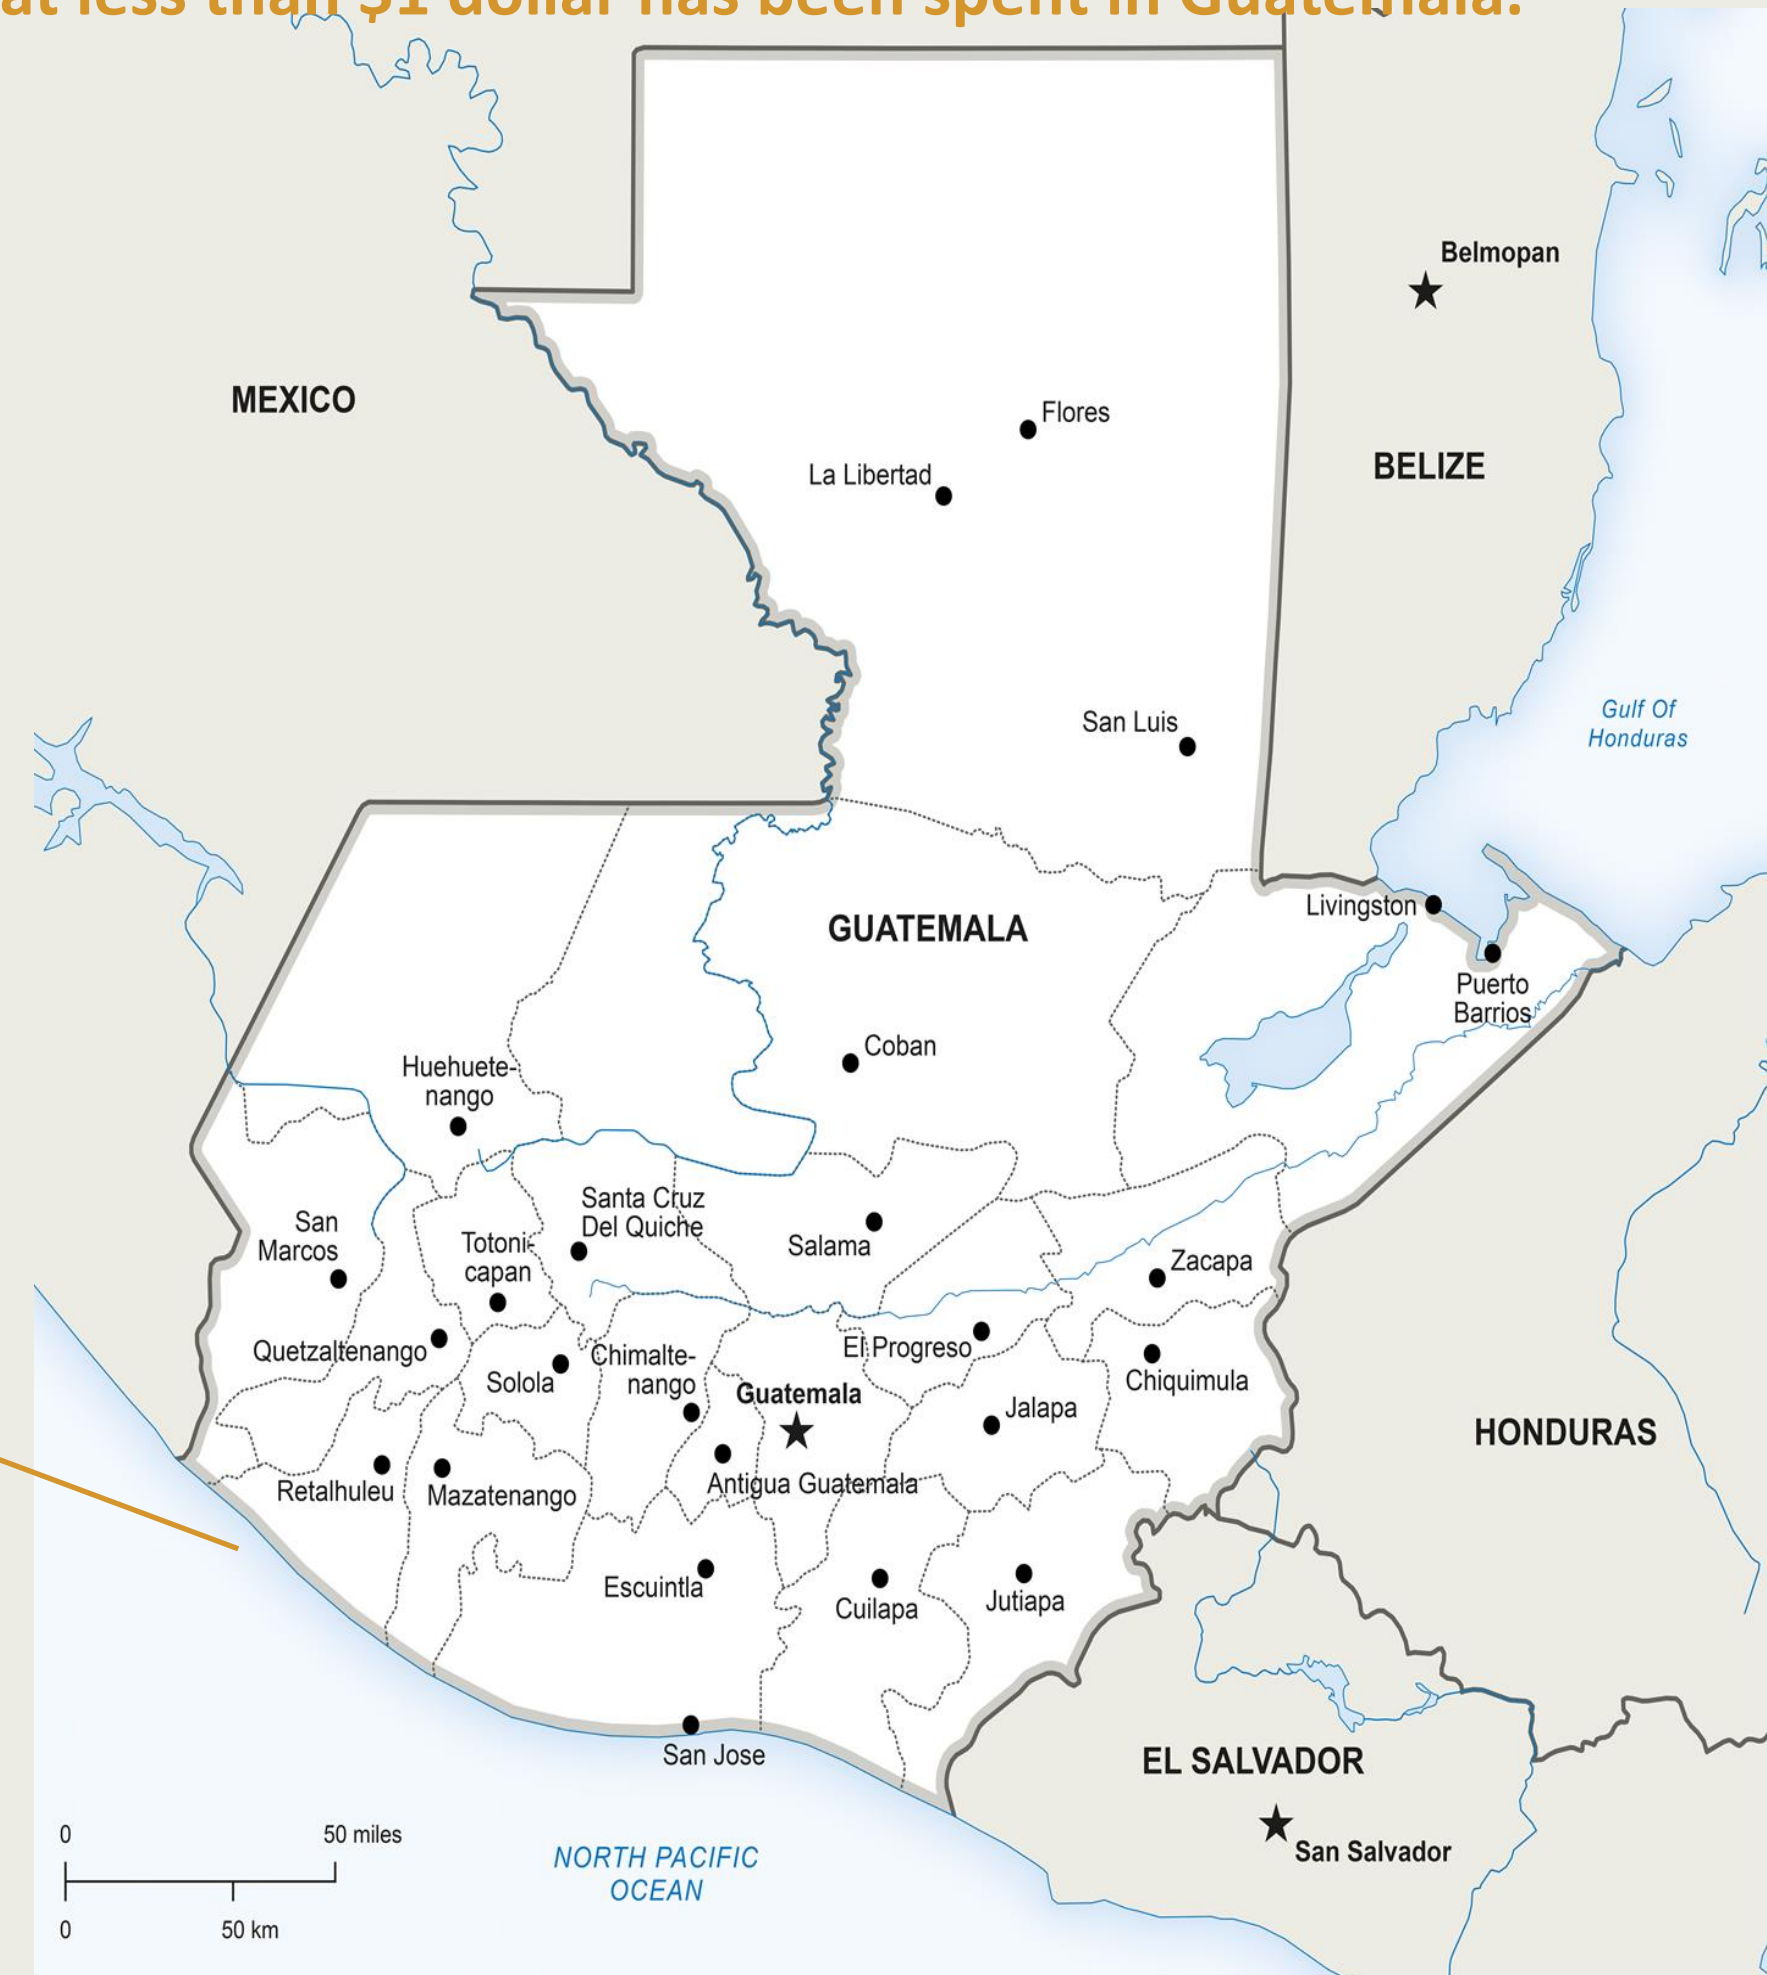 at less than $1 dollar has been spent in Guatemala.
Belmopan
MEXICO
Flores
BELIZE
La Libertad
Gulf Of
Honduras
San Luis
Livingston
GUATEMALA
Puerto
Barrios
Coban
Huehuete-
nango
Santa Cruz
Del Quiche
San
Marcos
Totoni-
capan
Salama
Zacapa
Quetzaltenango
El Progreso
Chimalte-
nango
Solola
Chiquimula
Guatemala
Jalapa
HONDURAS
Retalhuleu
Mazatenango
Antigua Guatemala
Escuintla
Cuilapa
Jutiapa
San Jose
EL SALVADOR
San Salvador
0
50 miles
NORTH PACIFIC
OCEAN
0
50 km